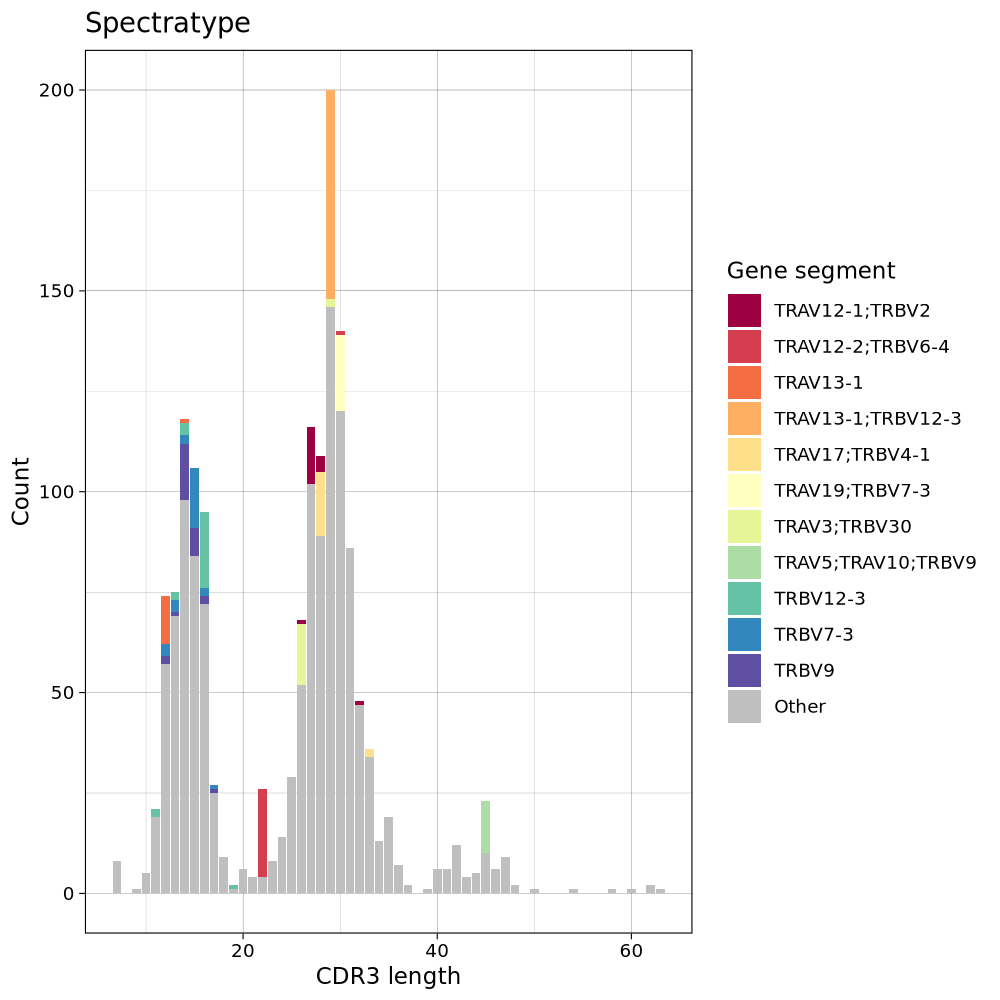 Spectratype
200
150
100
50
0
Count
20
40
60
CDR3 length
Gene segment
TRAV12-1;TRBV2
TRAV12-2;TRBV6-4
TRAV13-1
TRAV13-1;TRBV12-3
TRAV17;TRBV4-1
TRAV19;TRBV7-3
TRAV3;TRBV30
TRAV5;TRAV10;TRBV9
TRBV12-3
TRBV7-3
TRBV9
Other